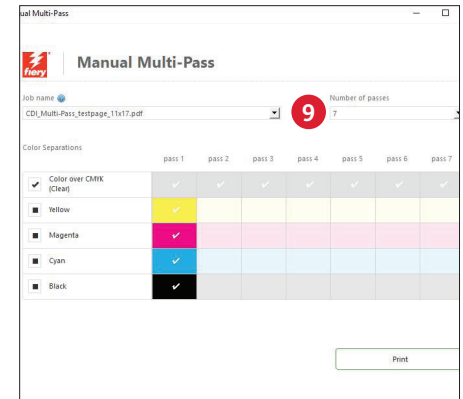 ual Multi-Pass
fiery
Manual Multi-Pass
Job name
Number of passes
CDI_Multi-Pass_testpage_11x17.pdf
9
7
Color Separations
pass 1 pass 2 pass 3 pass 4 pass 5 pass 6 pass 7
Color over CMYK
(Clear)
Yellow
Magenta
Cyan
Black
Print